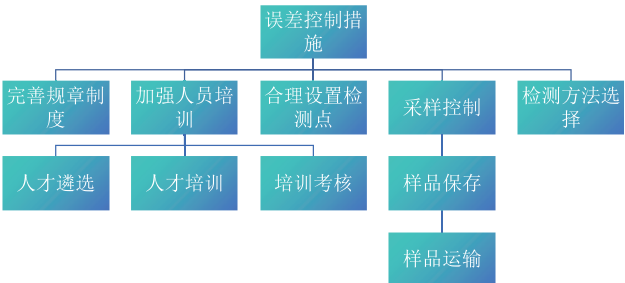 误差控制措
施
完善规章制
度
加强人员培
训
合理设置检
测点
采样控制
检测方法选
择
人才遴选
人才培训
培训考核
样品保存
样品运输